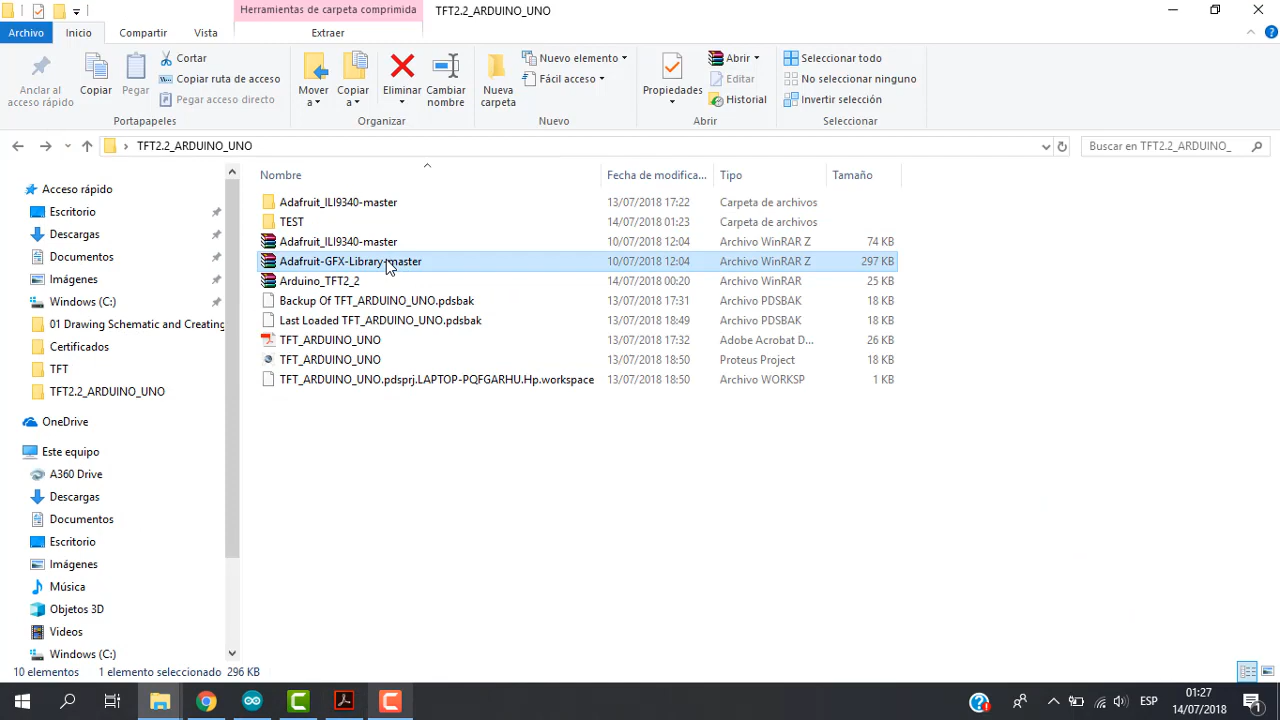 Herramientas de carpeta comprimida
TFT2.2_ARDUINO_UNO
Archivo
Inicio
Compartir
Vista
Extraer
Anclar al
acceso rápido
Copiar
Pegar
Cortar
Copiar ruta de acceso
Pegar acceso directo
Portapapeles
Mover
a
Copiar
a
Eliminar
Cambiar
nombre
Organizar
Nueva
carpeta
Nuevo elemento
Fácil acceso
Nuevo
Propiedades
Abrir
Editar
Historial
Abrir
Seleccionar todo
No seleccionar ninguno
Invertir selección
Seleccionar
TFT2.2_ARDUINO_UNO
Buscar en TFT2.2_ARDUINO_
Nombre
Fecha de modifica...
Tipo
Tamaño
Acceso rápido
Escritorio
Descargas
Documentos
Imágenes
Windows (C:)
01 Drawing Schematic and Creating
Certificados
TFT
TFT2.2_ARDUINO_UNO
OneDrive
Este equipo
A360 Drive
Descargas
Documentos
Escritorio
Imágenes
Música
Objetos 3D
Videos
Windows (C:)
Adafruit_ILI9340-master 13/07/2018 17:22 Carpeta de archivos
TEST 14/07/2018 01:23 Carpeta de archivos
Adafruit_ILI9340-master 10/07/2018 12:04 Archivo WinRAR Z 74 KB
Adafruit-GFX-Library-master 10/07/2018 12:04 Archivo WinRAR Z 297 KB
Arduino_TFT2_2 14/07/2018 00:20 Archivo WinRAR 25 KB
Backup Of TFT_ARDUINO_UNO.pdsbak 13/07/2018 17:31 Archivo PDSBAK 18 KB
Last Loaded TFT_ARDUINO_UNO.pdsbak 13/07/2018 18:49 Archivo PDSBAK 18 KB
TFT_ARDUINO_UNO 13/07/2018 17:32 Adobe Acrobat D... 26 KB
TFT_ARDUINO_UNO 13/07/2018 18:50 Proteus Project 18 KB
TFT_ARDUINO_UNO.pdsprj.LAPTOP-PQFGARHU.Hp.workspace 13/07/2018 18:50 Archivo WORKSP 1 KB
10 elementos 1 elemento seleccionado 296 KB
ESP
01:27
14/07/2018
1